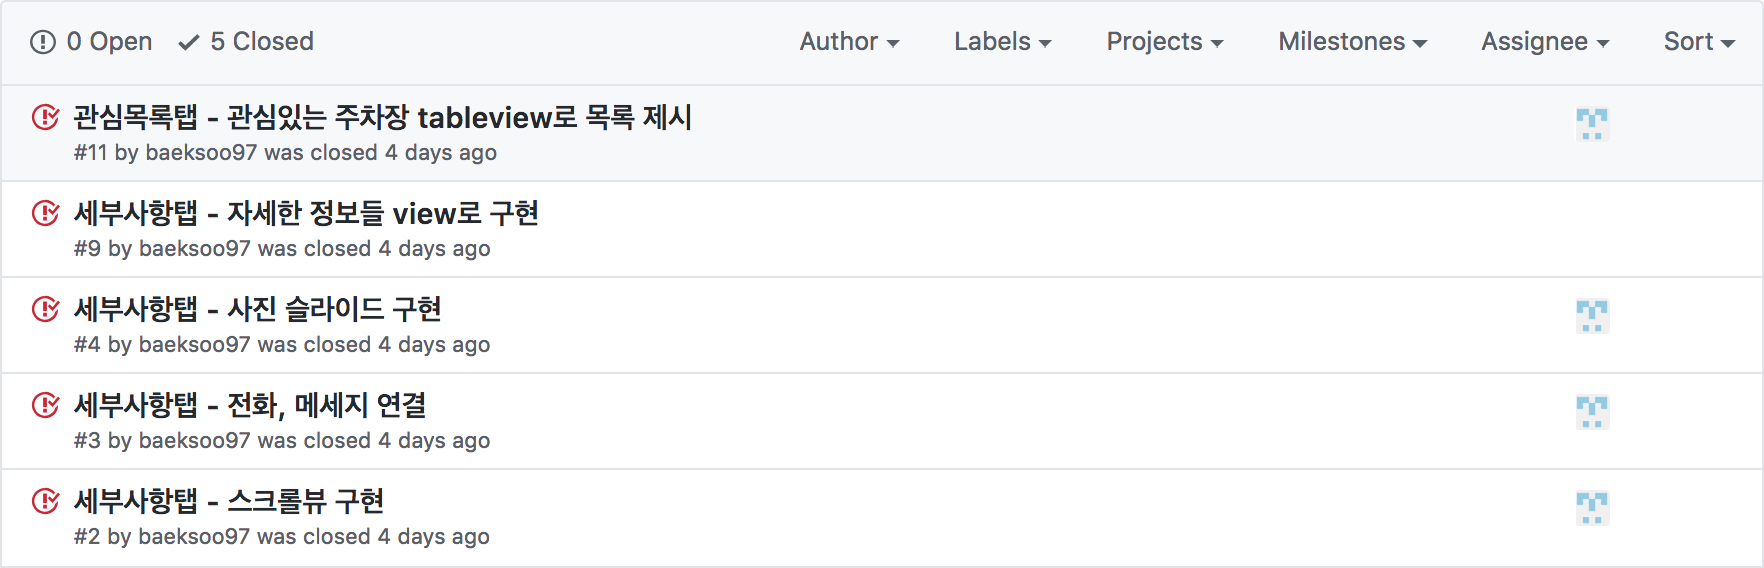 0 Open 5 Closed Author Labels Projects Milestones Assignee Sort
관심목록탭 - 관심있는 주차장 tableview로 목록 제시
#11 by baeksoo97 was closed 4 days ago
세부사항탭 - 자세한 정보들 view로 구현
#9 by baeksoo97 was closed 4 days ago
세부사항탭 - 사진 슬라이드 구현
#4 by baeksoo97 was closed 4 days ago
세부사항탭 - 전화, 메세지 연결
#3 by baeksoo97 was closed 4 days ago
세부사항탭 - 스크롤뷰 구현
#2 by baeksoo97 was closed 4 days ago